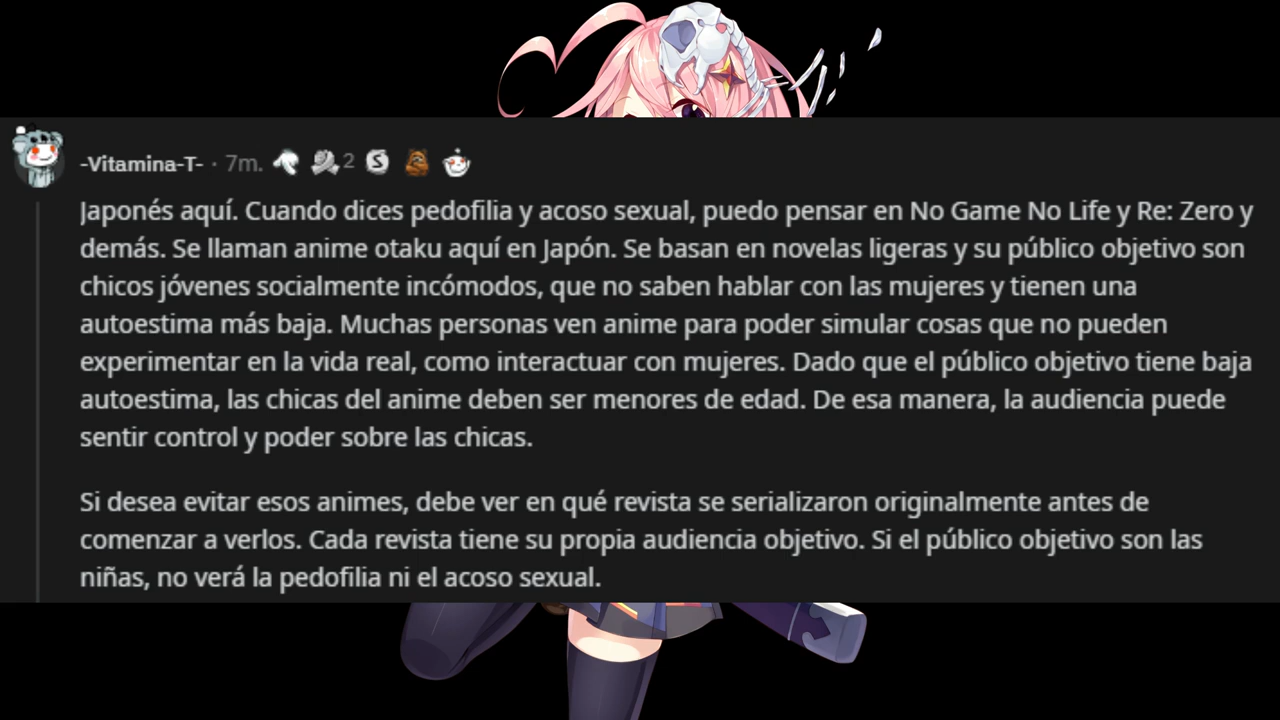 -Vitamina-T- · 7m. 2
Japonés aquí. Cuando dices pedofilia y acoso sexual, puedo pensar en No Game No Life y Re: Zero y
demás. Se llaman anime otaku aquí en Japón. Se basan en novelas ligeras y su público objetivo son
chicos jóvenes socialmente incómodos, que no saben hablar con las mujeres y tienen una
autoestima más baja. Muchas personas ven anime para poder simular cosas que no pueden
experimentar en la vida real, como interactuar con mujeres. Dado que el público objetivo tiene baja
autoestima, las chicas del anime deben ser menores de edad. De esa manera, la audiencia puede
sentir control y poder sobre las chicas.
Si desea evitar esos animes, debe ver en qué revista se serializaron originalmente antes de
comenzar a verlos. Cada revista tiene su propia audiencia objetivo. Si el público objetivo son las
niñas, no verá la pedofilia ni el acoso sexual.